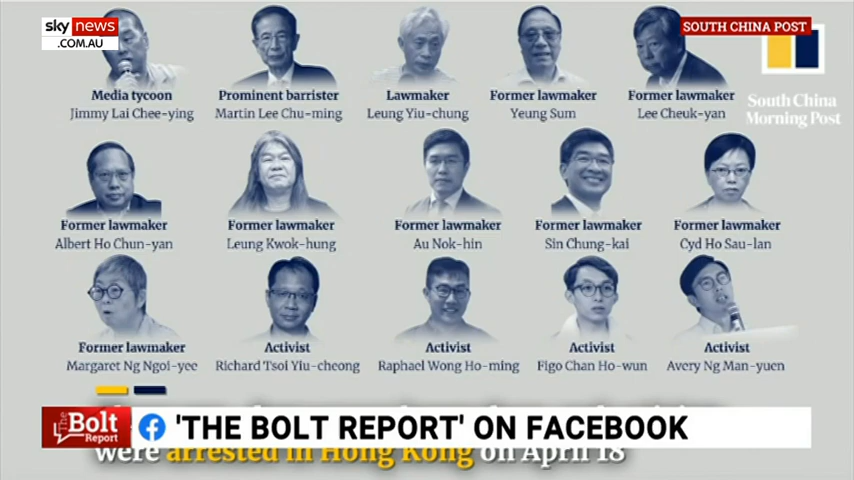 sky news
.COM.AU
SOUTH CHINA POST
South China
Morning Post
Media tycoon
Jimmy Lai Chee-ying
Prominent barrister
Martin Lee Chu-ming
Lawmaker
Leung Yiu-chung
Former lawmaker
Yeung Sum
Former lawmaker
Lee Cheuk-yan
Former lawmaker
Albert Ho Chun-yan
Former lawmaker
Leung Kwok-hung
Former lawmaker
Au Nok-hin
Former lawmaker
Sin Chung-kai
Former lawmaker
Cyd Ho Sau-lan
Former lawmaker
Margaret Ng Ngoi-yee
Activist
Richard Tsoi Yiu-cheong
Activist
Raphael Wong Ho-ming
Activist
Figo Chan Ho-wun
Activist
Avery Ng Man-yuen
The Bolt Report
'THE BOLT REPORT' ON FACEBOOK
were arrested in Hong Kong on April 18